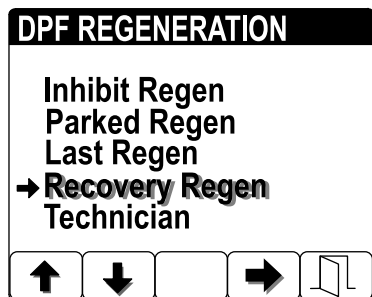 DPF REGENERATION
Inhibit Regen
Parked Regen
Last Regen
Recovery Regen
Technician